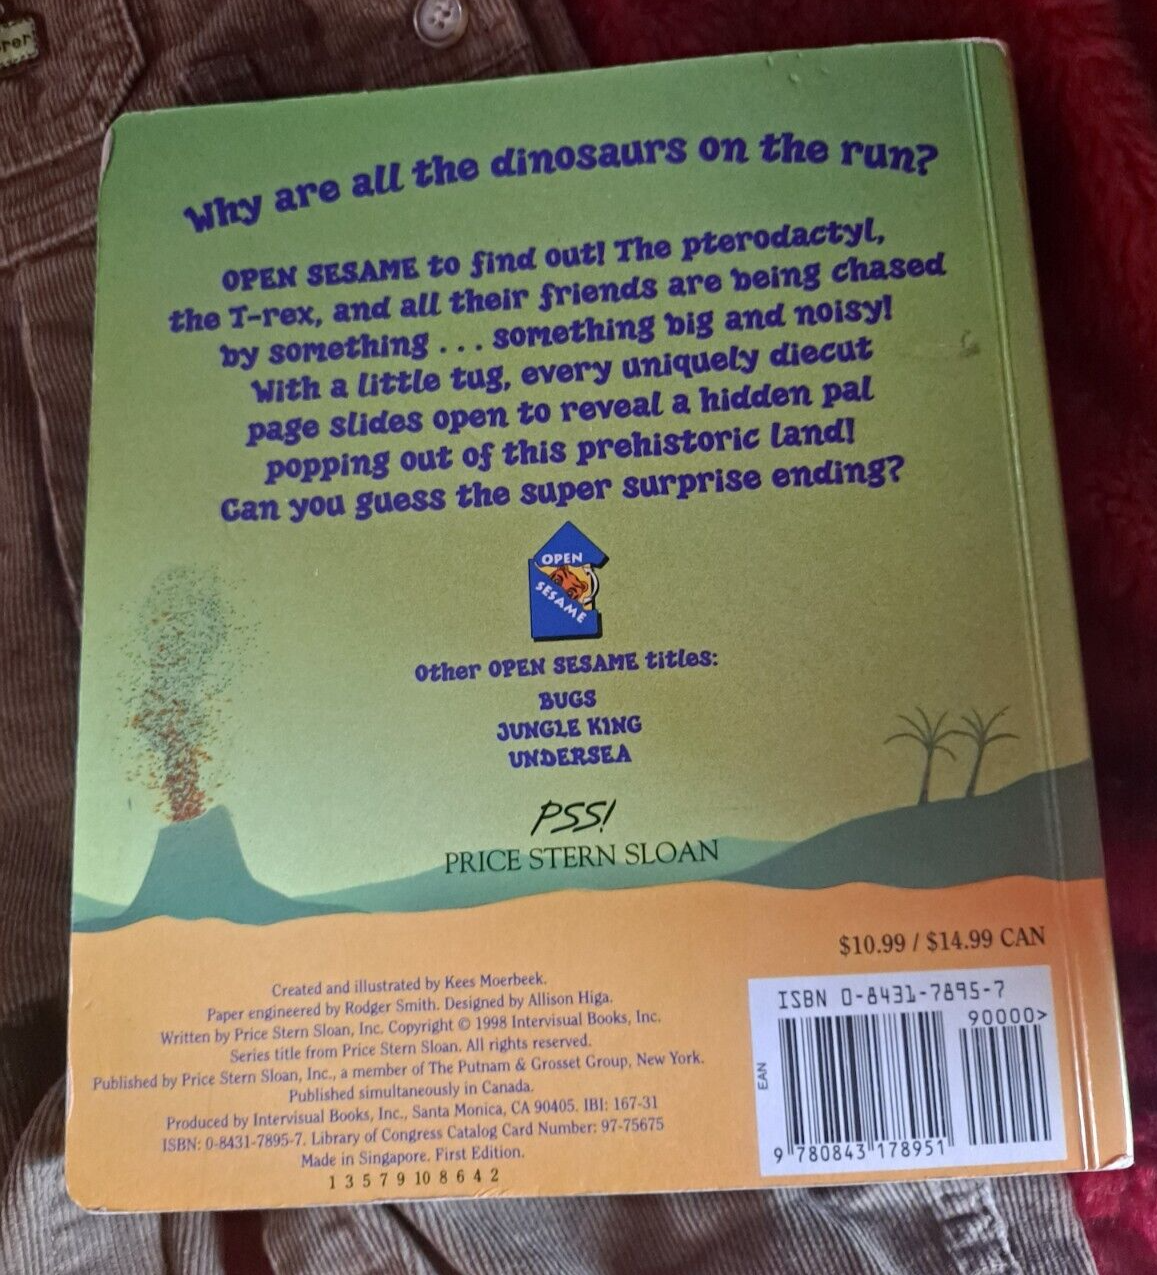 rer
Why are all the dinosaurs on the run?
OPEN SESAME to find out! The pterodactyl,
the T-rex, and all their friends are being chased
by something . . . something big and noisy!
With a little tug, every uniquely diecut
page slides open to reveal a hidden pal
popping out of this prehistoric land!
Can you guess the super surprise ending?
OPEN
SESAME
Other OPEN SESAME titles:
BUGS
JUNGLE KING
UNDERSEA
PSS!
PRICE STERN SLOAN
$10.99 / $14.99 CAN
Created and illustrated by Kees Moerbeek.
Paper engineered by Rodger Smith. Designed by Allison Higa.
Written by Price Stern Sloan, Inc. Copyright © 1998 Intervisual Books, Inc.
Series title from Price Stern Sloan. All rights reserved.
Published by Price Stern Sloan, Inc., a member of The Putnam & Grosset Group, New York.
Published simultaneously in Canada.
Produced by Intervisual Books, Inc., Santa Monica, CA 90405. IBI: 167-31
ISBN: 0-8431-7895-7. Library of Congress Catalog Card Number: 97-75675
Made in Singapore. First Edition.
1 3 5 7 9 10 8 6 4 2
ISBN 0-8431-7895-7
90000>
EAN
9 780843 178951